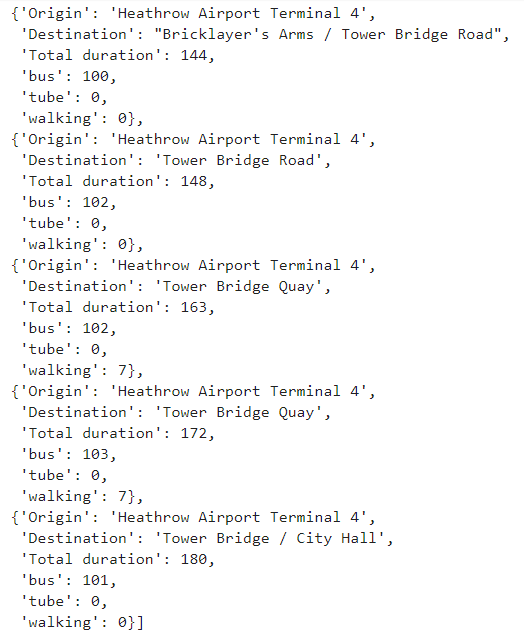 {'Origin': 'Heathrow Airport Terminal 4',
 'Destination': "Bricklayer's Arms / Tower Bridge Road",
 'Total duration': 144,
 'bus': 100,
 'tube': 0,
 'walking': 0},
{'Origin': 'Heathrow Airport Terminal 4',
 'Destination': 'Tower Bridge Road',
 'Total duration': 148,
 'bus': 102,
 'tube': 0,
 'walking': 0},
{'Origin': 'Heathrow Airport Terminal 4',
 'Destination': 'Tower Bridge Quay',
 'Total duration': 163,
 'bus': 102,
 'tube': 0,
 'walking': 7},
{'Origin': 'Heathrow Airport Terminal 4',
 'Destination': 'Tower Bridge Quay',
 'Total duration': 172,
 'bus': 103,
 'tube': 0,
 'walking': 7},
{'Origin': 'Heathrow Airport Terminal 4',
 'Destination': 'Tower Bridge / City Hall',
 'Total duration': 180,
 'bus': 101,
 'tube': 0,
 'walking': 0}]